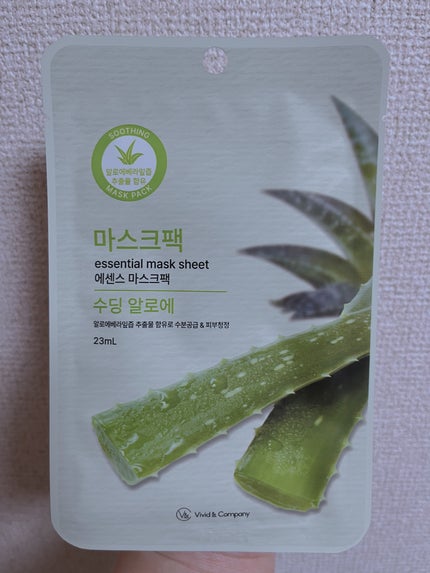 SOOTHING
알로에베라잎즙
추출물 함유
MASK PACK
마스크팩
essential mask sheet
에센스 마스크팩
수딩 알로에
알로에베라잎즙 추출물 함유로 수분공급 & 피부청정
23mL
Vivid & Company